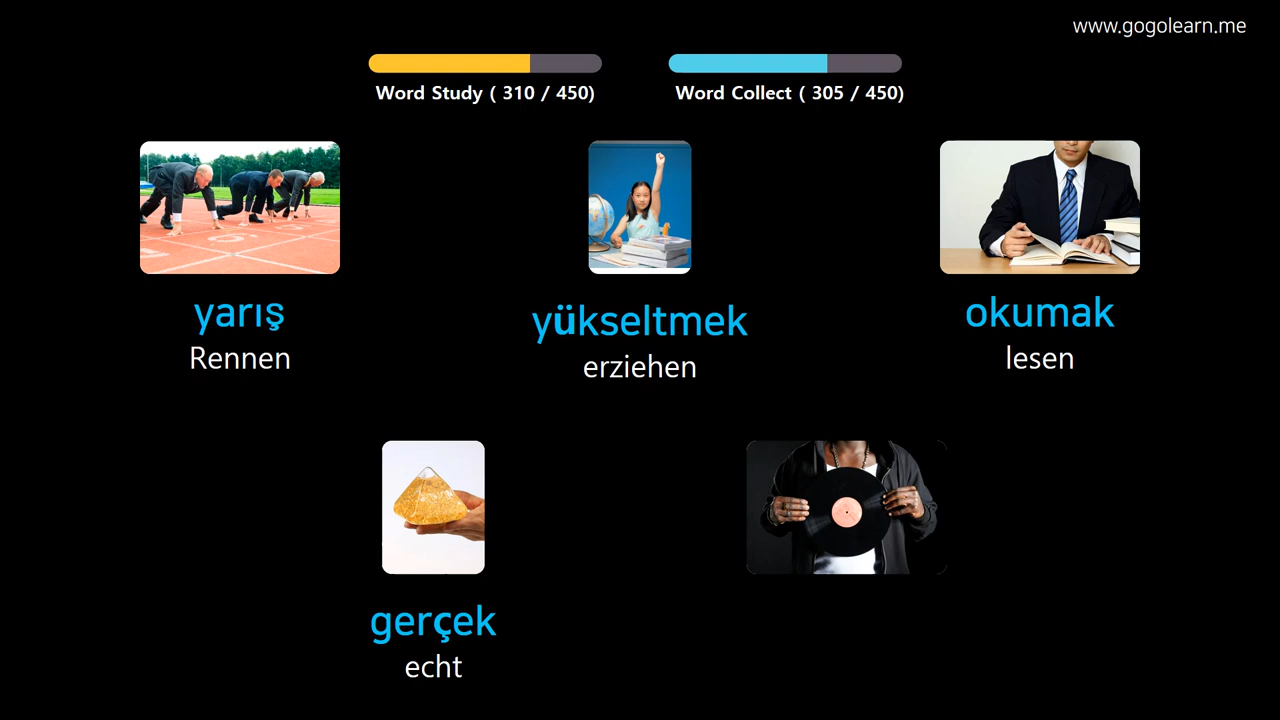 www.gogolearn.me
Word Study ( 310 / 450)
Word Collect ( 305 / 450)
yarış
Rennen
yükseltmek
erziehen
okumak
lesen
gerçek
echt